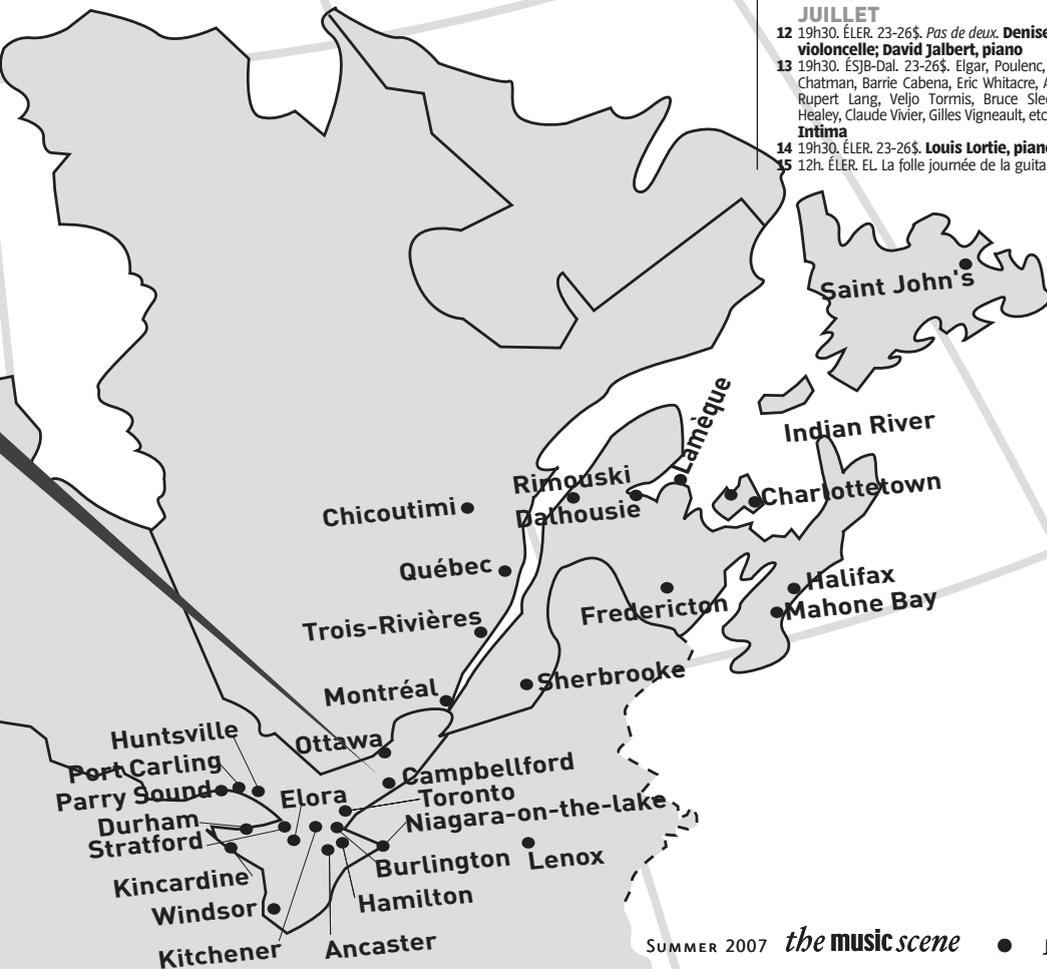 JUILLET
12 19h30. ÉLER. 23-26$. Pas de deux. Denise
violoncelle; David Jalbert, piano
13 19h30. ÉSJB-Dal. 23-26$. Elgar, Poulenc,
Chatman, Barrie Cabena, Eric Whitacre, A
Rupert Lang, Veljo Tormis, Bruce Sle
Healey, Claude Vivier, Gilles Vigneault, etc
Intima
14 19h30. ÉLER. 23-26$. Louis Lortie, piano
15 12h. ÉLER. EL. La folle journée de la guita
Saint John's
Lamèque
Indian River
Rimouski
Charlottetown
Chicoutimi
Dalhousie
Québec
Halifax
Fredericton
Mahone Bay
Trois-Rivières
Sherbrooke
Montréal
Huntsville
Ottawa
Port Carling
Campbellford
Parry Sound
Elora
Toronto
Durham
Niagara-on-the-lake
Stratford
Burlington
Lenox
Kincardine
Hamilton
Windsor
Kitchener
Ancaster
SUMMER 2007 the music scene ●